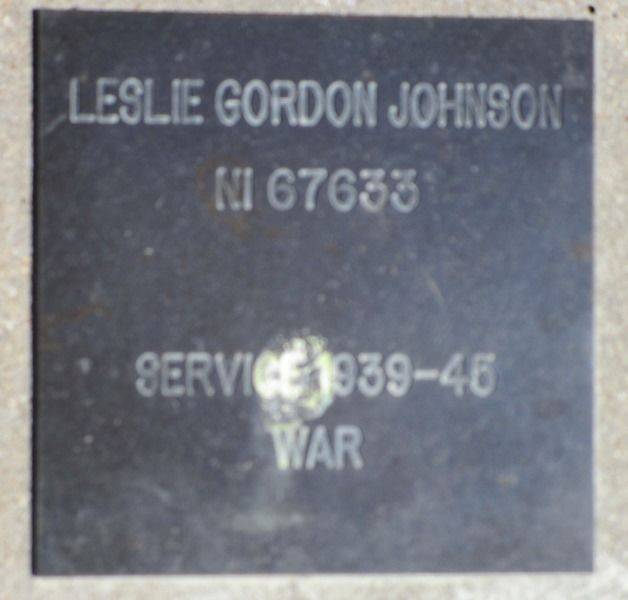 LESLIE GORDON JOHNSON
NI 67633
SERVICE 1939-45
WAR